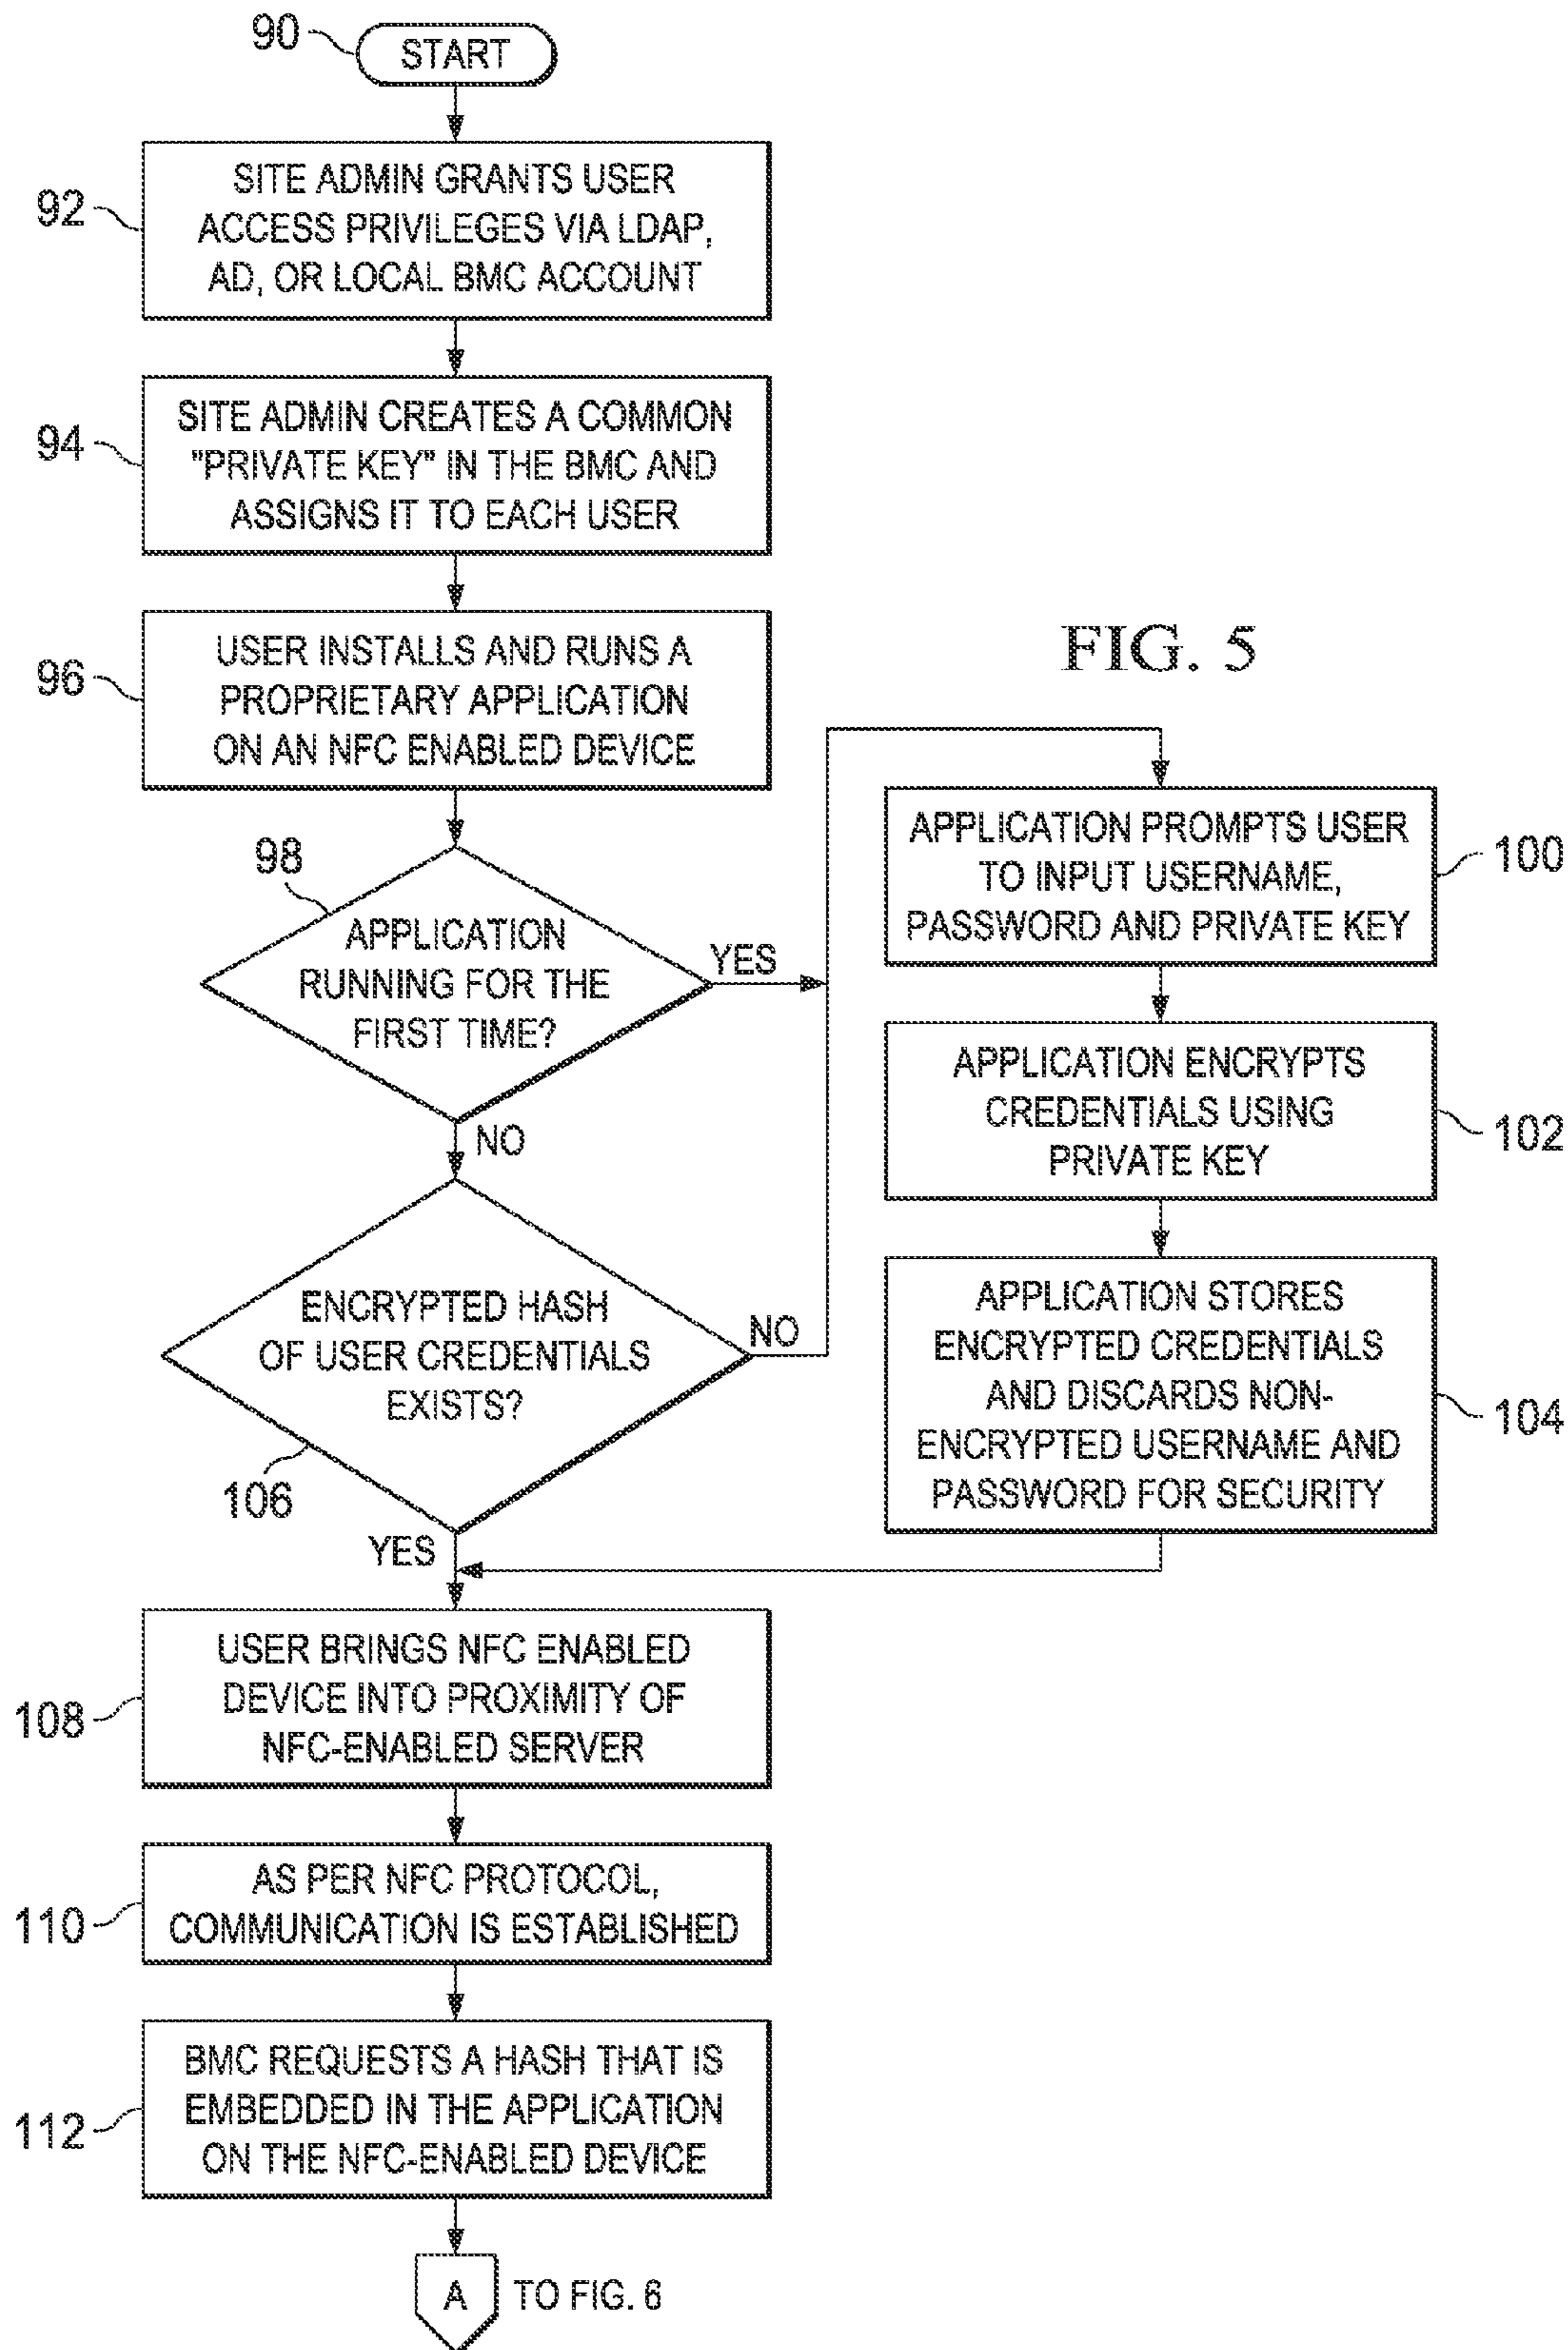 90
START
92
SITE ADMIN GRANTS USER
ACCESS PRIVILEGES VIA LDAP,
AD, OR LOCAL BMC ACCOUNT
94
SITE ADMIN CREATES A COMMON
"PRIVATE KEY" IN THE BMC AND
ASSIGNS IT TO EACH USER
96
USER INSTALLS AND RUNS A
PROPRIETARY APPLICATION
ON AN NFC ENABLED DEVICE
FIG. 5
98
APPLICATION
RUNNING FOR THE
FIRST TIME?
YES
NO
100
APPLICATION PROMPTS USER
TO INPUT USERNAME,
PASSWORD AND PRIVATE KEY
102
APPLICATION ENCRYPTS
CREDENTIALS USING
PRIVATE KEY
104
APPLICATION STORES
ENCRYPTED CREDENTIALS
AND DISCARDS NON-
ENCRYPTED USERNAME AND
PASSWORD FOR SECURITY
106
ENCRYPTED HASH
OF USER CREDENTIALS
EXISTS?
NO
YES
108
USER BRINGS NFC ENABLED
DEVICE INTO PROXIMITY OF
NFC-ENABLED SERVER
110
AS PER NFC PROTOCOL,
COMMUNICATION IS ESTABLISHED
112
BMC REQUESTS A HASH THAT IS
EMBEDDED IN THE APPLICATION
ON THE NFC-ENABLED DEVICE
A
TO FIG. 6